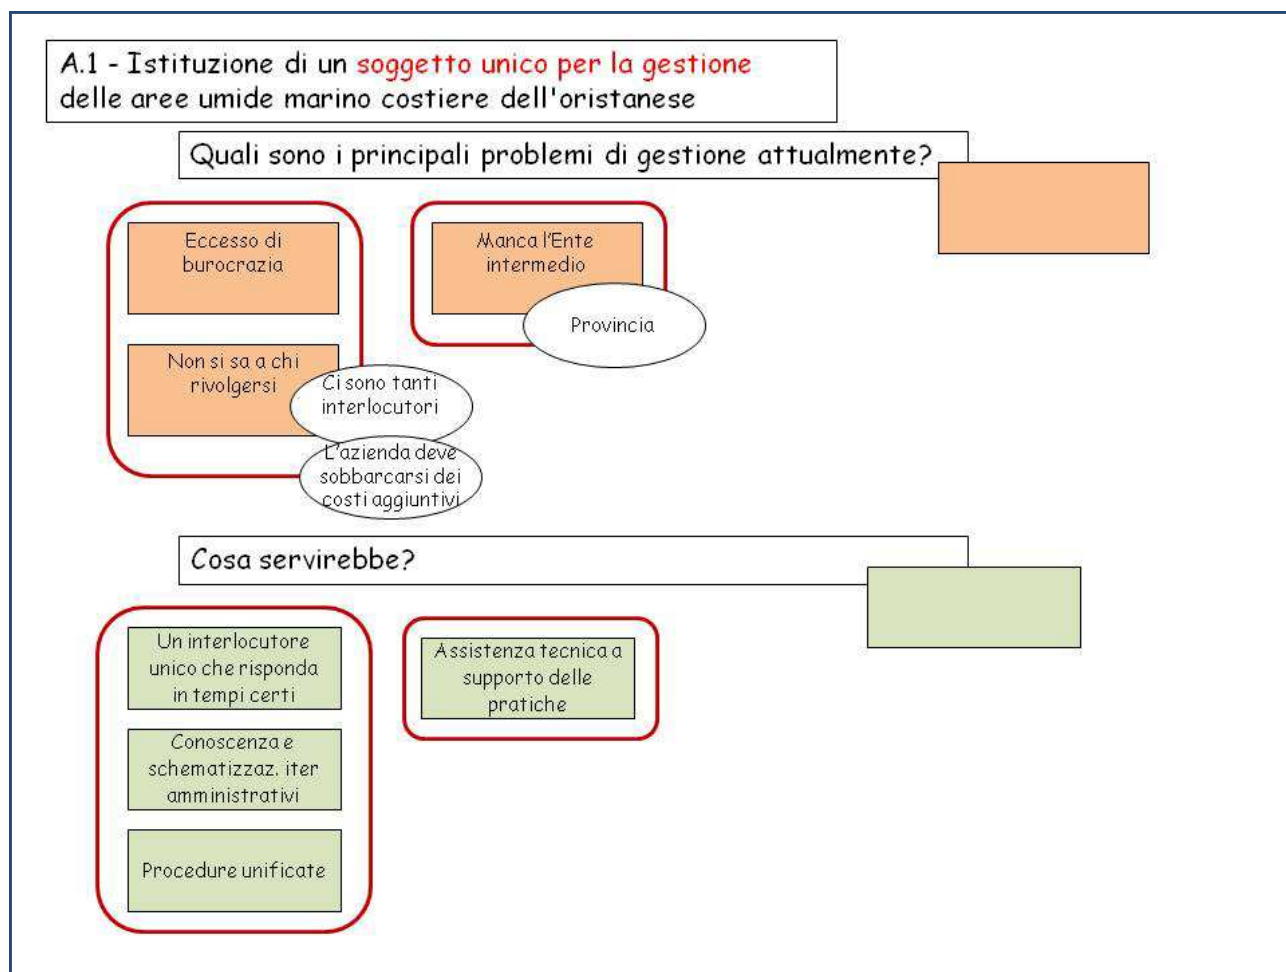 A.1 - Istituzione di un soggetto unico per la gestione
delle aree umide marino costiere dell'oristanese
Quali sono i principali problemi di gestione attualmente?
Eccesso di
burocrazia
Manca l'Ente
intermedio
Provincia
Non si sa a chi
rivolgersi
Ci sono tanti
interlocutori
L'azienda deve
sobbarcarsi dei
costi aggiuntivi
Cosa servirebbe?
Un interlocutore
unico che risponda
in tempi certi
Assistenza tecnica a
supporto delle
pratiche
Conoscenza e
schematizzaz. iter
amministrativi
Procedure unificate